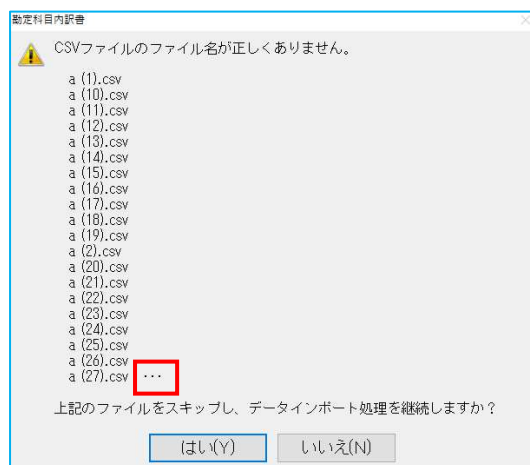 勘定科目内訳書
CSVファイルのファイル名が正しくありません。
a (1).csv
a (10).csv
a (11).csv
a (12).csv
a (13).csv
a (14).csv
a (15).csv
a (16).csv
a (17).csv
a (18).csv
a (19).csv
a (2).csv
a (20).csv
a (21).csv
a (22).csv
a (23).csv
a (24).csv
a (25).csv
a (26).csv
a (27).csv ...
上記のファイルをスキップし、データインポート処理を継続しますか?
はい(Y) いいえ(N)